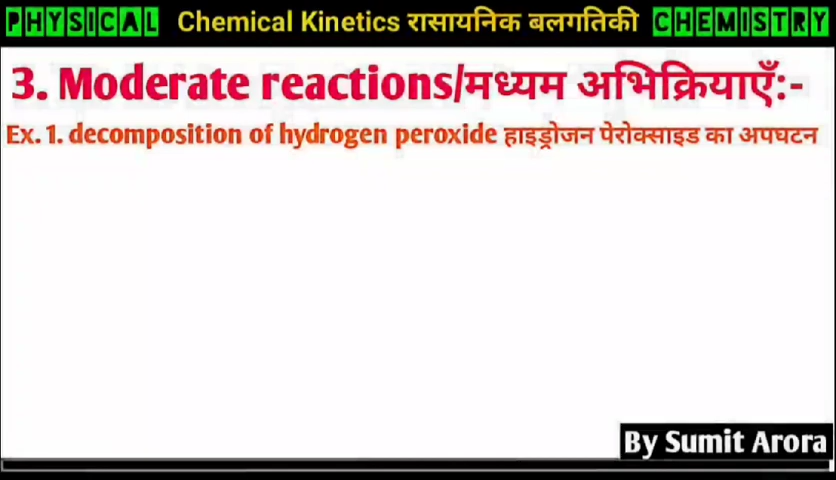 PHYSICAL Chemical Kinetics रासायनिक बलगतिकी CHEMISTRY
3. Moderate reactions/मध्यम अभिक्रियाएँ:-
Ex. 1. decomposition of hydrogen peroxide हाइड्रोजन पेरोक्साइड का अपघटन
By Sumit Arora